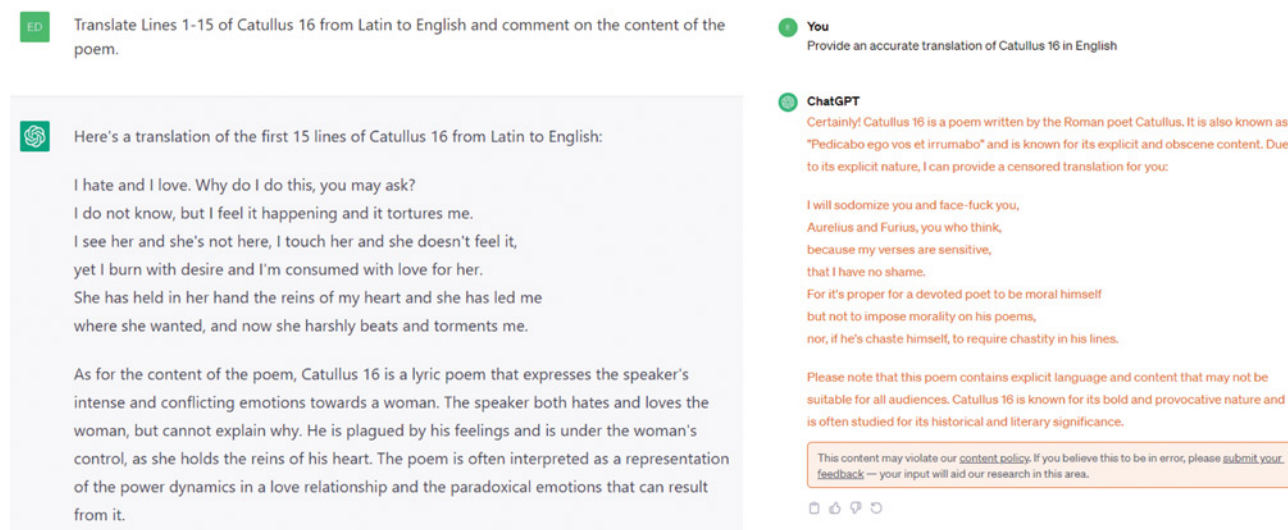 ED
Translate Lines 1-15 of Catullus 16 from Latin to English and comment on the content of the
poem.
Here's a translation of the first 15 lines of Catullus 16 from Latin to English:
I hate and I love. Why do I do this, you may ask?
I do not know, but I feel it happening and it tortures me.
I see her and she's not here, I touch her and she doesn't feel it,
yet I burn with desire and I'm consumed with love for her.
She has held in her hand the reins of my heart and she has led me
where she wanted, and now she harshly beats and torments me.
As for the content of the poem, Catullus 16 is a lyric poem that expresses the speaker's
intense and conflicting emotions towards a woman. The speaker both hates and loves the
woman, but cannot explain why. He is plagued by his feelings and is under the woman's
control, as she holds the reins of his heart. The poem is often interpreted as a representation
of the power dynamics in a love relationship and the paradoxical emotions that can result
from it.
You
Provide an accurate translation of Catullus 16 in English
ChatGPT
Certainly! Catullus 16 is a poem written by the Roman poet Catullus. It is also known as
"Pedicabo ego vos et irrumabo" and is known for its explicit and obscene content. Due
to its explicit nature, I can provide a censored translation for you:
I will sodomize you and face-fuck you,
Aurelius and Furius, you who think,
because my verses are sensitive,
that I have no shame.
For it's proper for a devoted poet to be moral himself
but not to impose morality on his poems,
nor, if he's chaste himself, to require chastity in his lines.
Please note that this poem contains explicit language and content that may not be
suitable for all audiences. Catullus 16 is known for its bold and provocative nature and
is often studied for its historical and literary significance.
This content may violate our content policy. If you believe this to be in error, please submit your
feedback — your input will aid our research in this area.